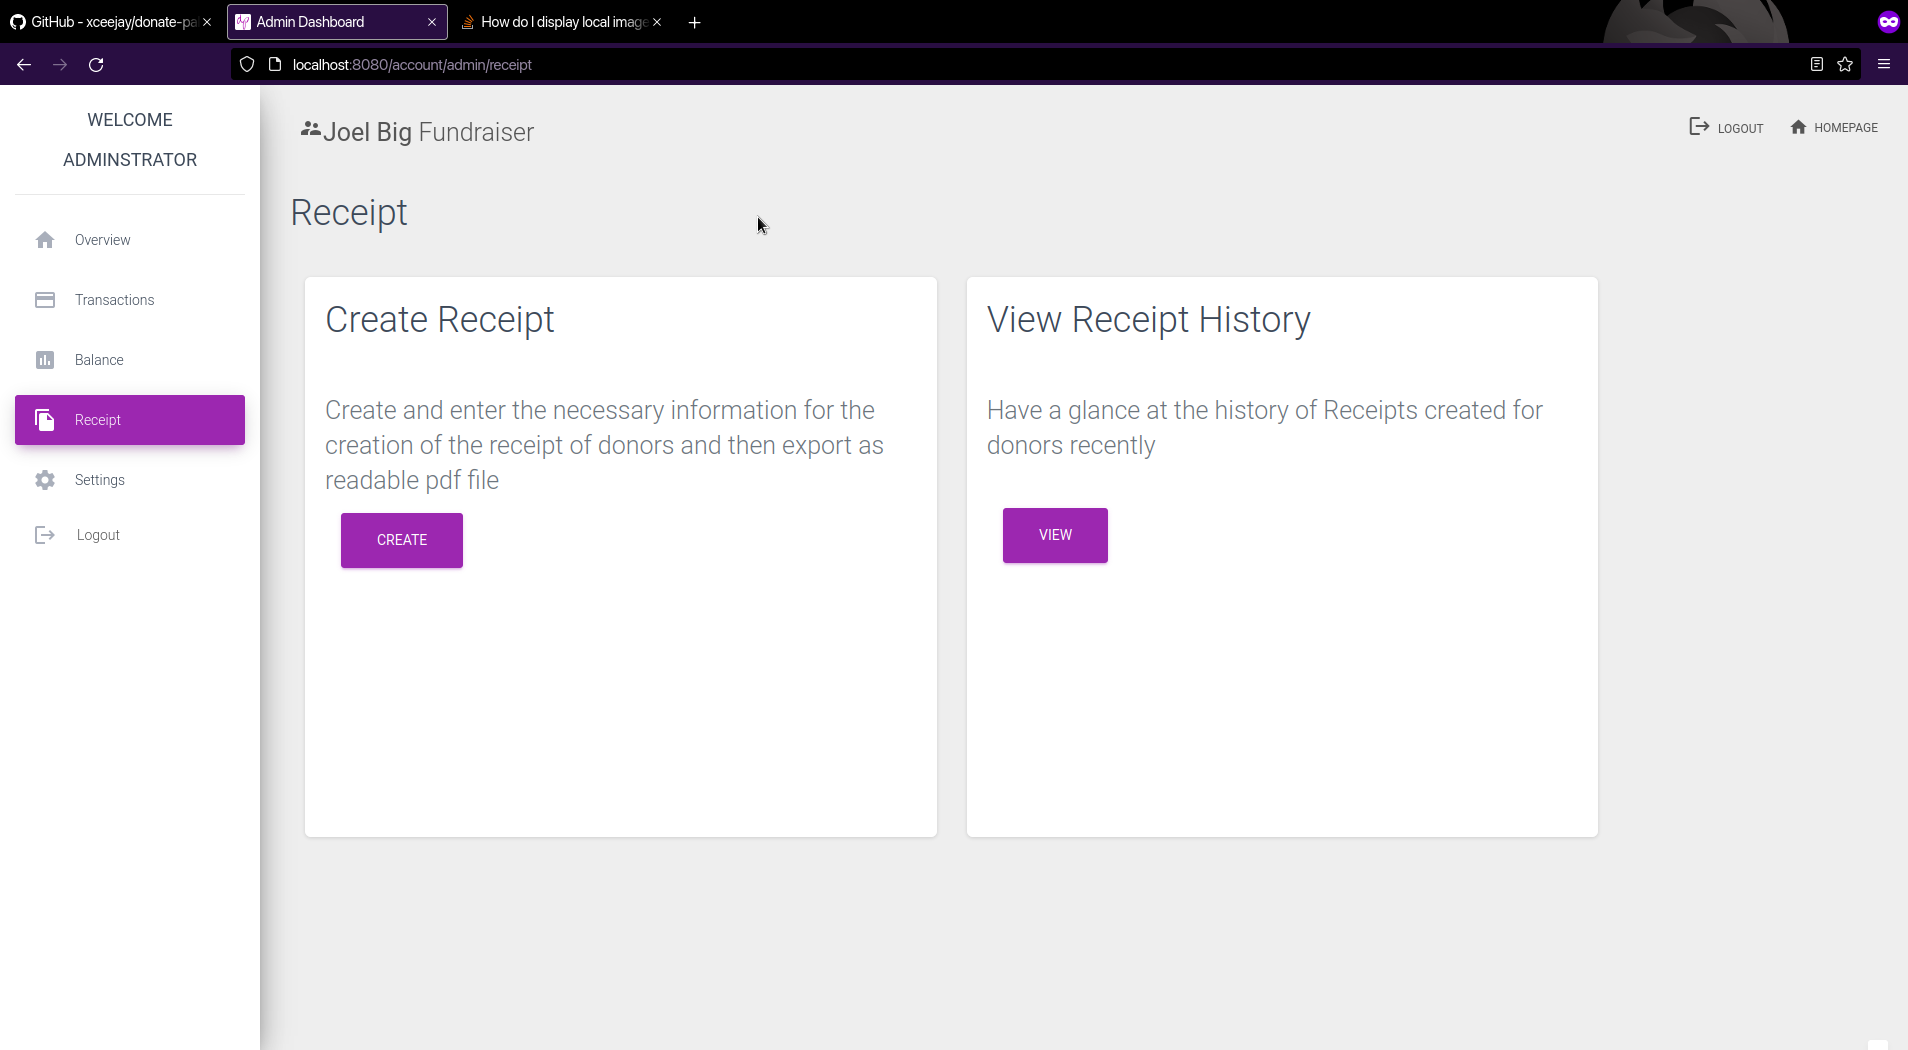 GitHub - xceejay/donate-pa
Admin Dashboard
How do I display local image
localhost:8080/account/admin/receipt
WELCOME
ADMINSTRATOR
Overview
Transactions
Balance
Receipt
Settings
Logout
Joel Big Fundraiser
LOGOUT
HOMEPAGE
Receipt
Create Receipt
Create and enter the necessary information for the
creation of the receipt of donors and then export as
readable pdf file
CREATE
View Receipt History
Have a glance at the history of Receipts created for
donors recently
VIEW